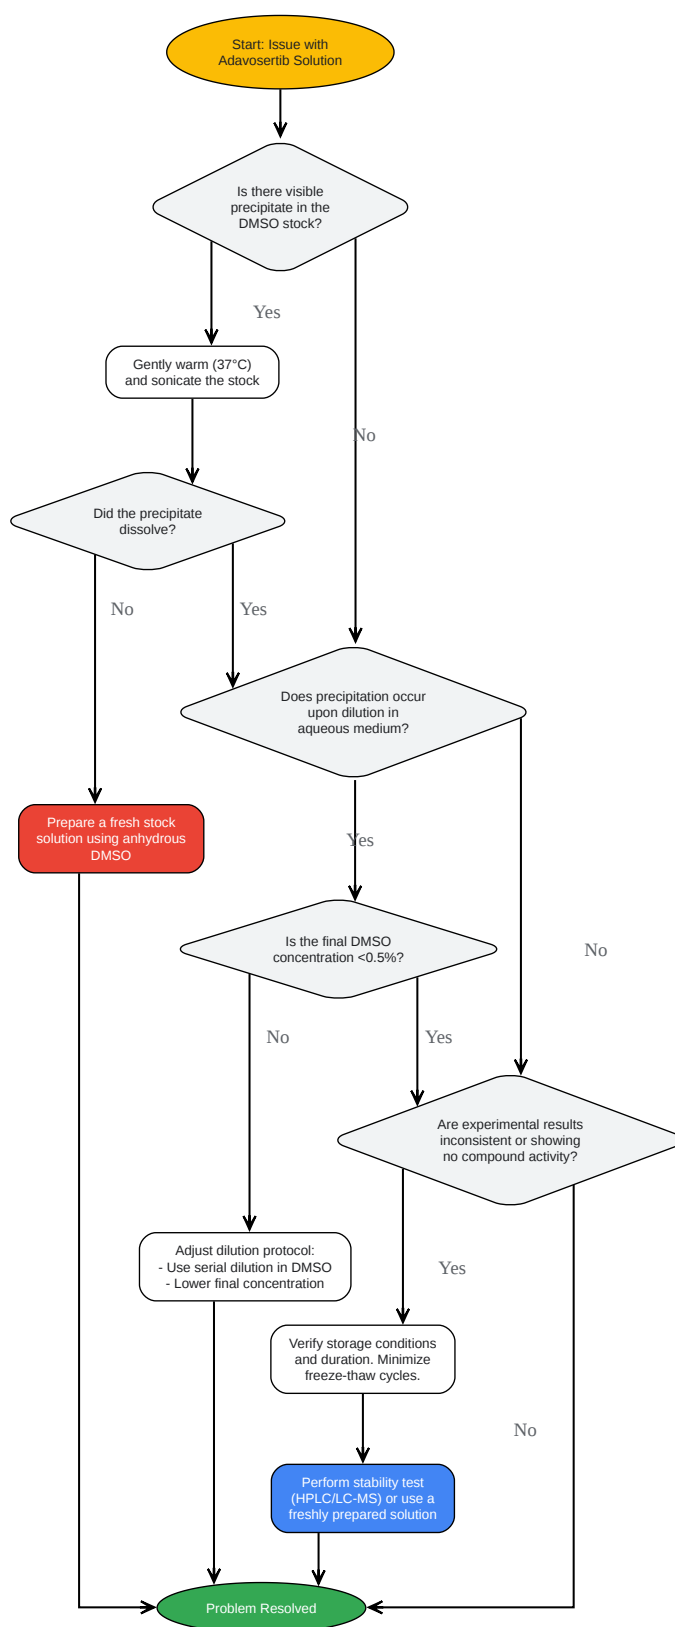 Start: Issue with
Adavosertib Solution
Is there visible
precipitate in the
DMSO stock?
Yes
Gently warm (37°C)
and sonicate the stock
No
Did the precipitate
dissolve?
No
Yes
Does precipitation occur
upon dilution in
aqueous medium?
Prepare a fresh stock
solution using anhydrous
DMSO
Yes
Is the final DMSO
concentration <0.5%?
No
No
Yes
Are experimental results
inconsistent or showing
no compound activity?
Adjust dilution protocol:
- Use serial dilution in DMSO
- Lower final concentration
Yes
Verify storage conditions
and duration. Minimize
freeze-thaw cycles.
No
Perform stability test
(HPLC/LC-MS) or use a
freshly prepared solution
Problem Resolved